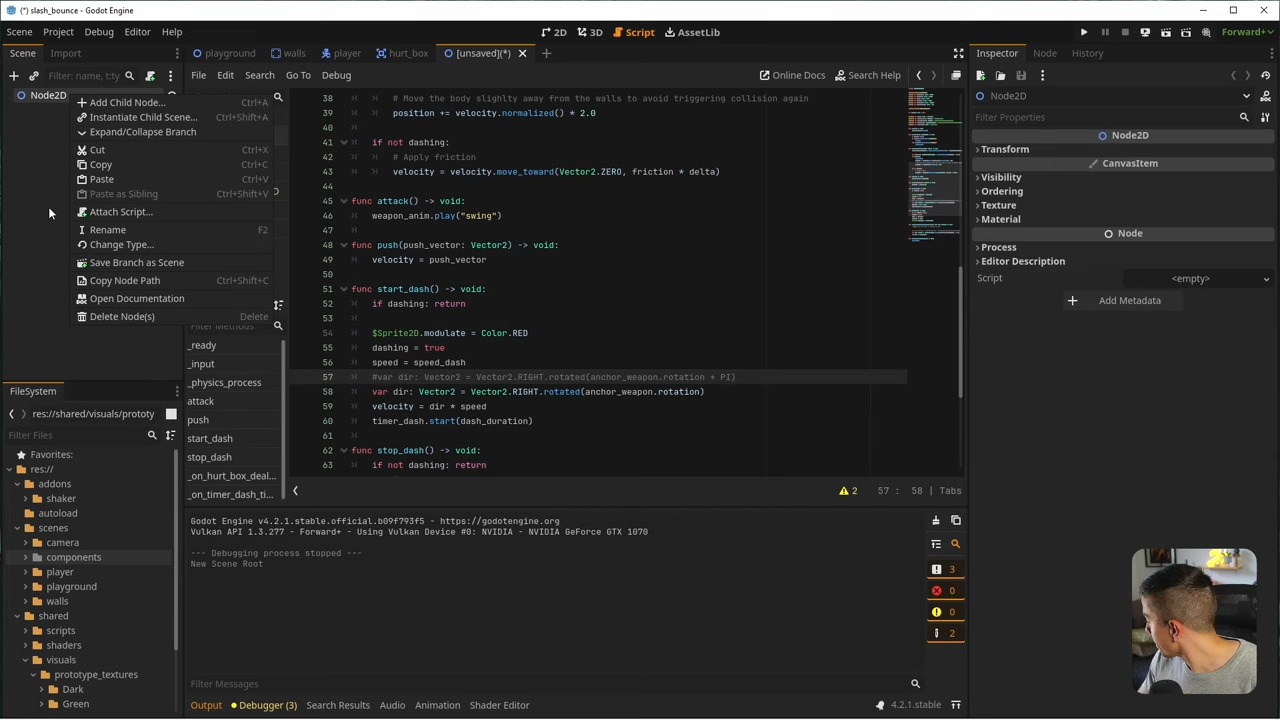 (*) slash_bounce - Godot Engine
Scene Project Debug Editor Help
2D 3D Script AssetLib
Forward+
Scene Import
playground walls player hurt_box [unsaved](*)
Inspector Node History
Filter: name, t:ty
File Edit Search Go To Debug
Online Docs Search Help
Node2D
Node2D
Filter Properties
Node2D
Transform
CanvasItem
Visibility
Ordering
Texture
Material
Node
Process
Editor Description
Script <empty>
Add Metadata
Add Child Node... Ctrl+A
Instantiate Child Scene... Ctrl+Shift+A
Expand/Collapse Branch
Cut Ctrl+X
Copy Ctrl+C
Paste Ctrl+V
Paste as Sibling Ctrl+Shift+V
Attach Script...
Rename F2
Change Type...
Save Branch as Scene
Copy Node Path Ctrl+Shift+C
Open Documentation
Delete Node(s) Delete
Filter Methods
_ready
_input
_physics_process
attack
push
start_dash
stop_dash
_on_hurt_box_deal...
_on_timer_dash_ti...
38 # Move the body slighlty away from the walls to avoid triggering collision again
39 position += velocity.normalized() * 2.0
40
41 if not dashing:
42 # Apply friction
43 velocity = velocity.move_toward(Vector2.ZERO, friction * delta)
44
45 func attack() -> void:
46 weapon_anim.play("swing")
47
48 func push(push_vector: Vector2) -> void:
49 velocity = push_vector
50
51 func start_dash() -> void:
52 if dashing: return
53
54 $Sprite2D.modulate = Color.RED
55 dashing = true
56 speed = speed_dash
57 #var dir: Vector2 = Vector2.RIGHT.rotated(anchor_weapon.rotation + PI)
58 var dir: Vector2 = Vector2.RIGHT.rotated(anchor_weapon.rotation)
59 velocity = dir * speed
60 timer_dash.start(dash_duration)
61
62 func stop_dash() -> void:
63 if not dashing: return
2 57 : 58 | Tabs
FileSystem
res://shared/visuals/prototy
Filter Files
Favorites:
res://
addons
shaker
autoload
scenes
camera
components
player
playground
walls
shared
scripts
shaders
visuals
prototype_textures
Dark
Green
Godot Engine v4.2.1.stable.official.b09f793f5 - https://godotengine.org
Vulkan API 1.3.277 - Forward+ - Using Vulkan Device #0: NVIDIA - NVIDIA GeForce GTX 1070
--- Debugging process stopped ---
New Scene Root
3
0
0
2
Filter Messages
Output Debugger (3) Search Results Audio Animation Shader Editor
4.2.1.stable